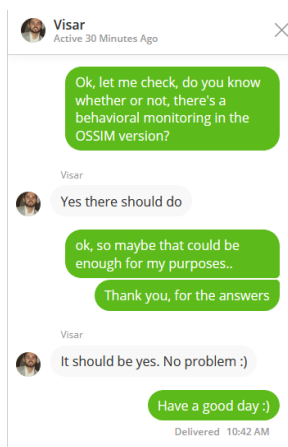 Visar
Active 30 Minutes Ago
Ok, let me check, do you know
whether or not, there's a
behavioral monitoring in the
OSSIM version?
Visar
Yes there should do
ok, so maybe that could be
enough for my purposes..
Thank you, for the answers
Visar
It should be yes. No problem :)
Have a good day :)
Delivered 10:42 AM